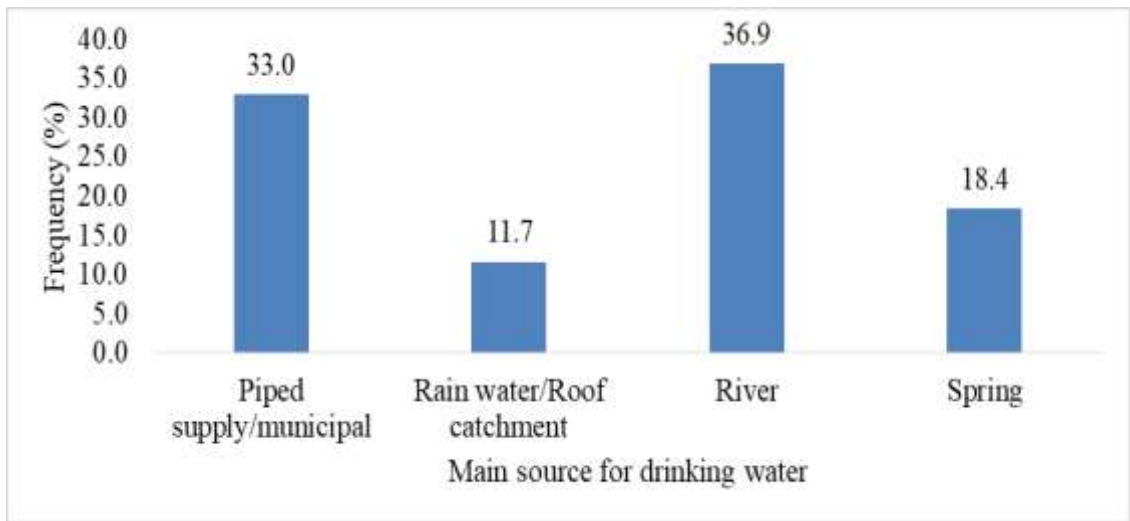 40.0
35.0
30.0
25.0
20.0
15.0
10.0
5.0
0.0
Frequency (%)
33.0
11.7
36.9
18.4
Piped
supply/municipal
Rain water/Roof
catchment
River
Spring
Main source for drinking water